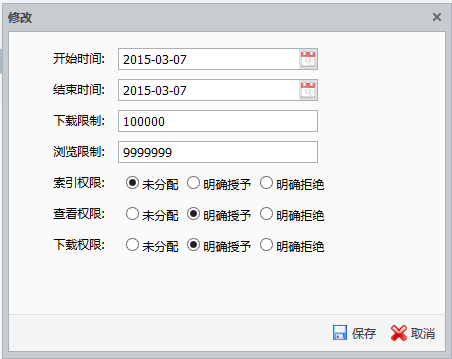 修改
开始时间: 2015-03-07
结束时间: 2015-03-07
下载限制: 100000
浏览限制: 9999999
索引权限: 未分配 明确授予 明确拒绝
查看权限: 未分配 明确授予 明确拒绝
下载权限: 未分配 明确授予 明确拒绝
保存 取消